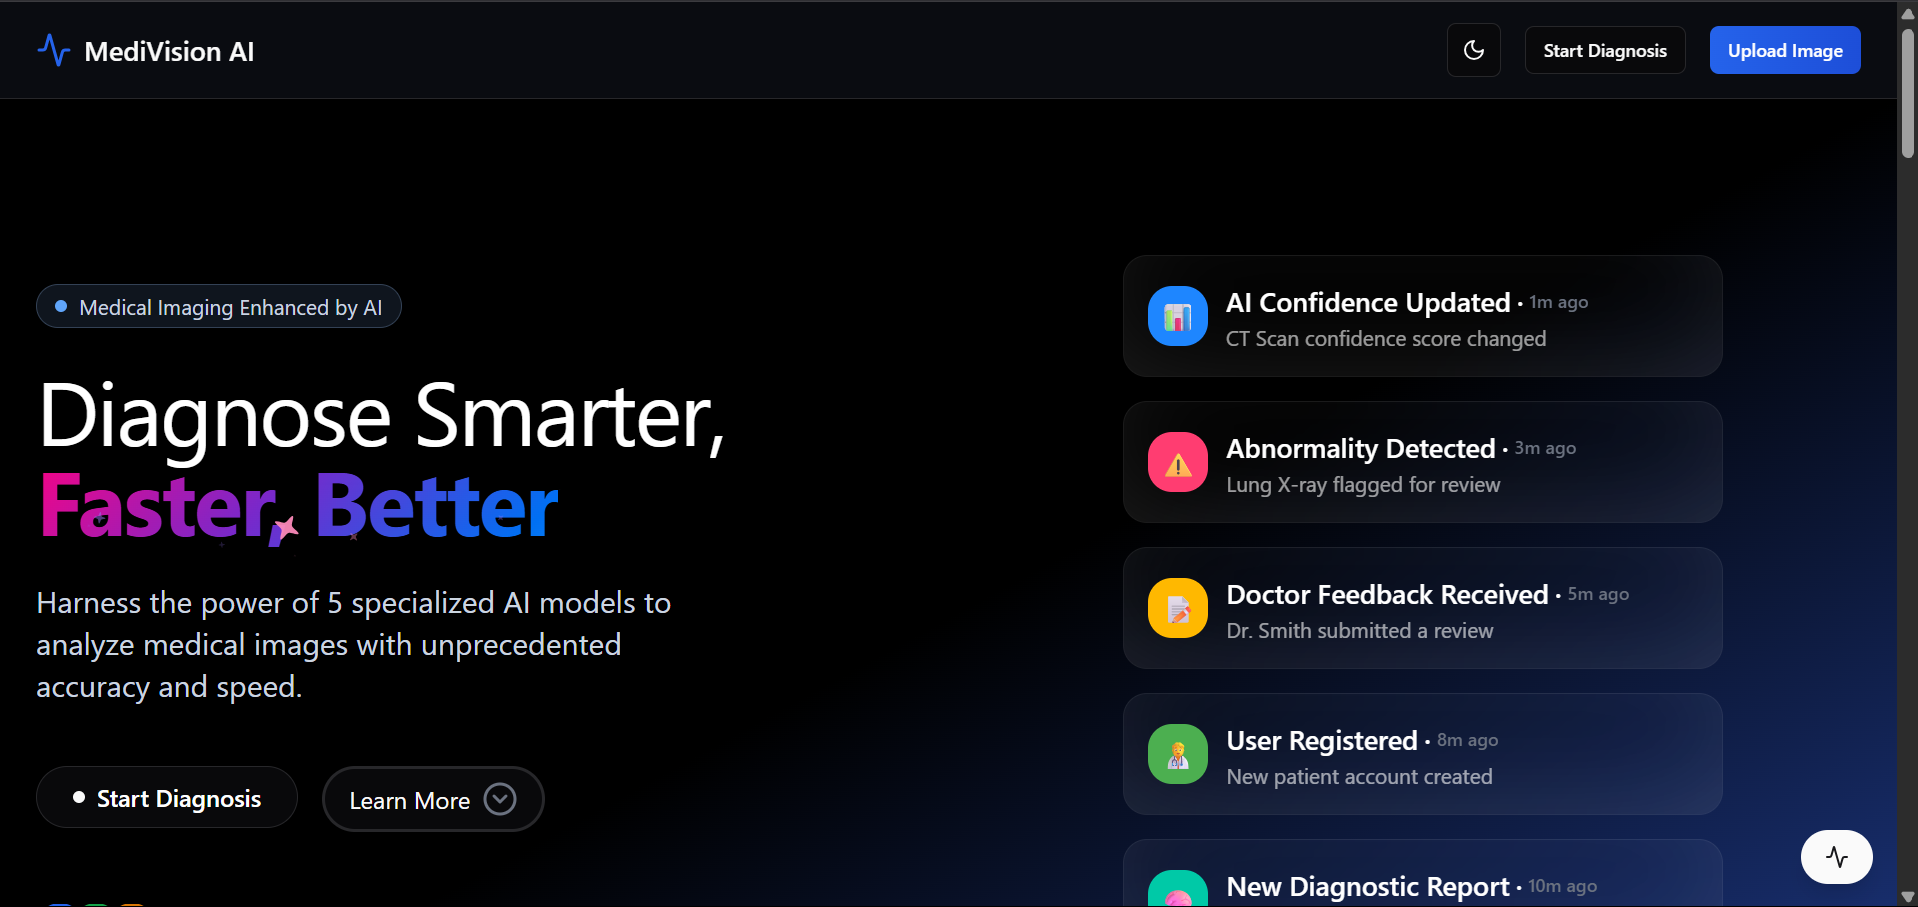 MediVision AI
Start Diagnosis
Upload Image
Medical Imaging Enhanced by AI
Diagnose Smarter,
Faster, Better
Harness the power of 5 specialized AI models to
analyze medical images with unprecedented
accuracy and speed.
Start Diagnosis
Learn More
AI Confidence Updated · 1m ago
CT Scan confidence score changed
Abnormality Detected · 3m ago
Lung X-ray flagged for review
Doctor Feedback Received · 5m ago
Dr. Smith submitted a review
User Registered · 8m ago
New patient account created
New Diagnostic Report · 10m ago